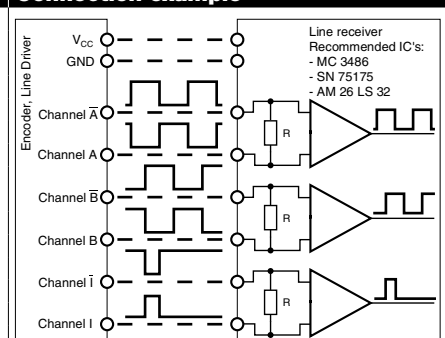 Connection example
Encoder, Line Driver
V_CC
GND
Channel A̅
Channel A
Channel B̅
Channel B
Channel I̅
Channel I
Line receiver
Recommended IC's:
- MC 3486
- SN 75175
- AM 26 LS 32
R
R
R